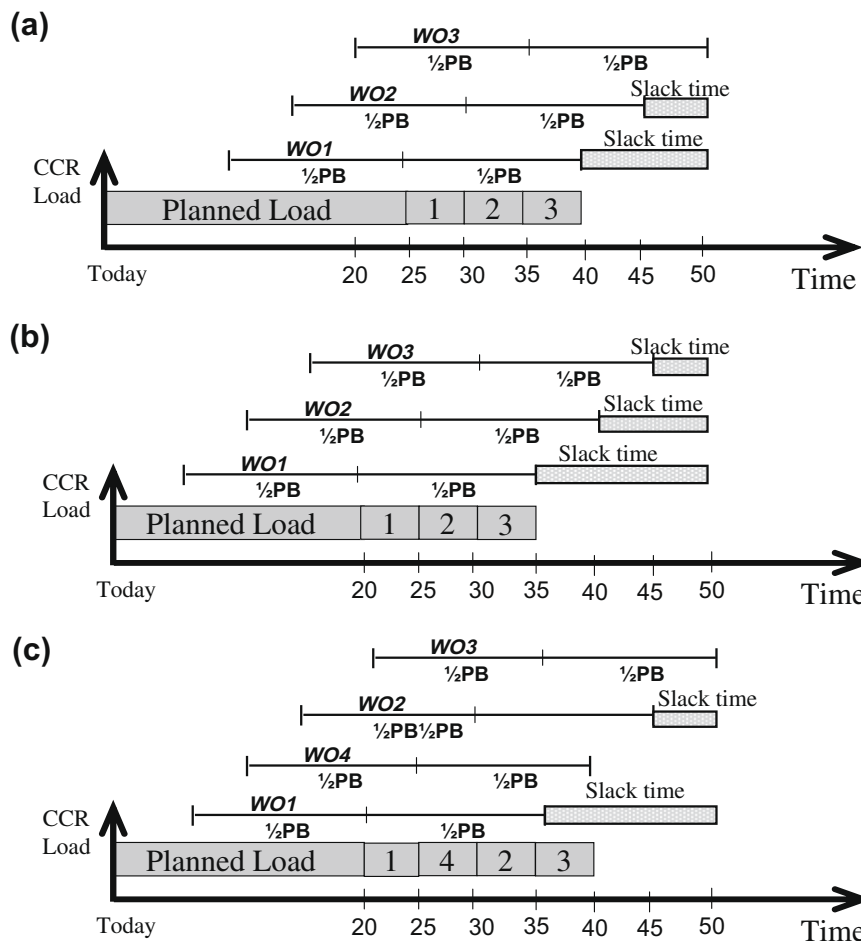 (a)
WO3
½PB ½PB
WO2 Slack time
½PB ½PB
WO1 Slack time
½PB ½PB
CCR
Load
Planned Load 1 2 3
Today 20 25 30 35 40 45 50 Time
(b)
WO3 Slack time
½PB ½PB
WO2 Slack time
½PB ½PB
WO1 Slack time
½PB ½PB
CCR
Load
Planned Load 1 2 3
Today 20 25 30 35 40 45 50 Time
(c)
WO3
½PB ½PB
WO2 Slack time
½PB½PB
WO4
½PB ½PB
WO1 Slack time
½PB ½PB
CCR
Load
Planned Load 1 4 2 3
Today 20 25 30 35 40 45 50 Time